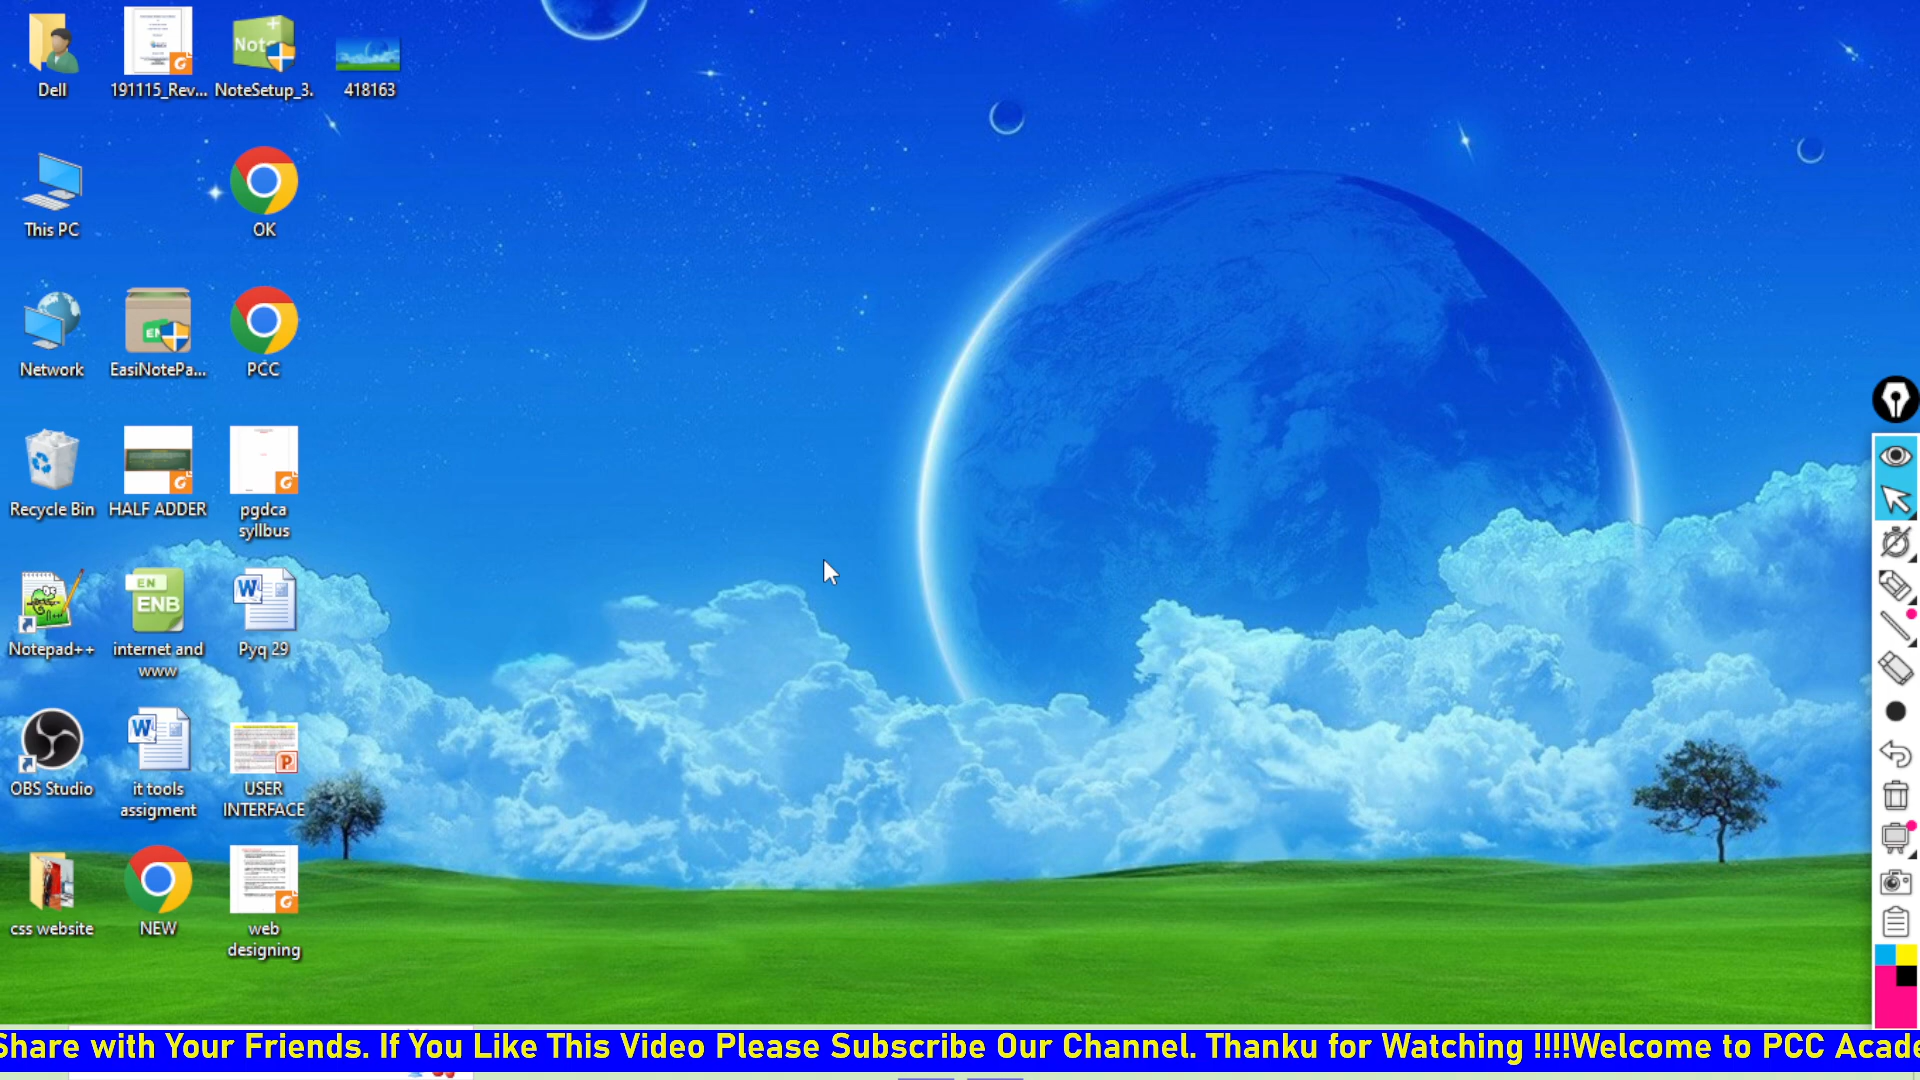 Dell
191115_Rev...
NoteSetup_3.
418163
This PC
OK
Network
EasiNotePa...
PCC
Recycle Bin
HALF ADDER
pgdca
syllbus
Notepad++
EN
ENB
internet and
www
Pyq 29
OBS Studio
it tools
assigment
USER
INTERFACE
css website
NEW
web
designing
Share with Your Friends. If You Like This Video Please Subscribe Our Channel. Thanku for Watching !!!!Welcome to PCC Acade